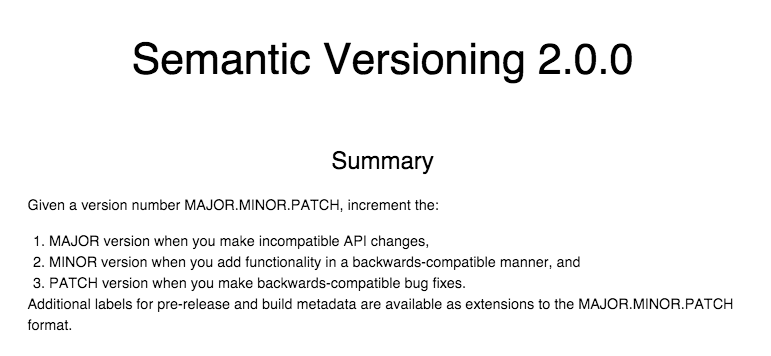 Semantic Versioning 2.0.0
Summary
Given a version number MAJOR.MINOR.PATCH, increment the:
1. MAJOR version when you make incompatible API changes,
2. MINOR version when you add functionality in a backwards-compatible manner, and
3. PATCH version when you make backwards-compatible bug fixes.
Additional labels for pre-release and build metadata are available as extensions to the MAJOR.MINOR.PATCH
format.